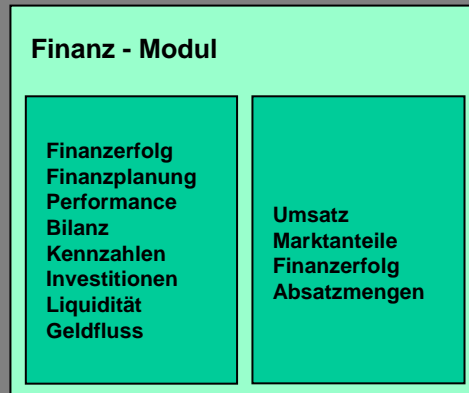 Finanz - Modul
Finanzerfolg
Finanzplanung
Performance
Bilanz
Kennzahlen
Investitionen
Liquidität
Geldfluss
Umsatz
Marktanteile
Finanzerfolg
Absatzmengen